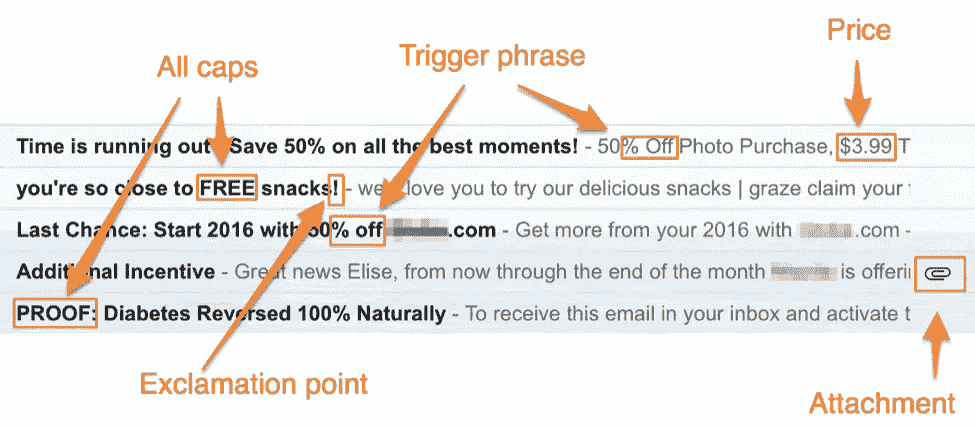 Price
All caps
Trigger phrase
Time is running out! Save 50% on all the best moments! - 50% Off Photo Purchase, $3.99 T
you're so close to FREE snacks! - we'd love you to try our delicious snacks | graze claim your
Last Chance: Start 2016 with 50% off .com - Get more from your 2016 with .com -
Additional Incentive - Great news Elise, from now through the end of the month is offerin
PROOF: Diabetes Reversed 100% Naturally - To receive this email in your inbox and activate t
Exclamation point
Attachment